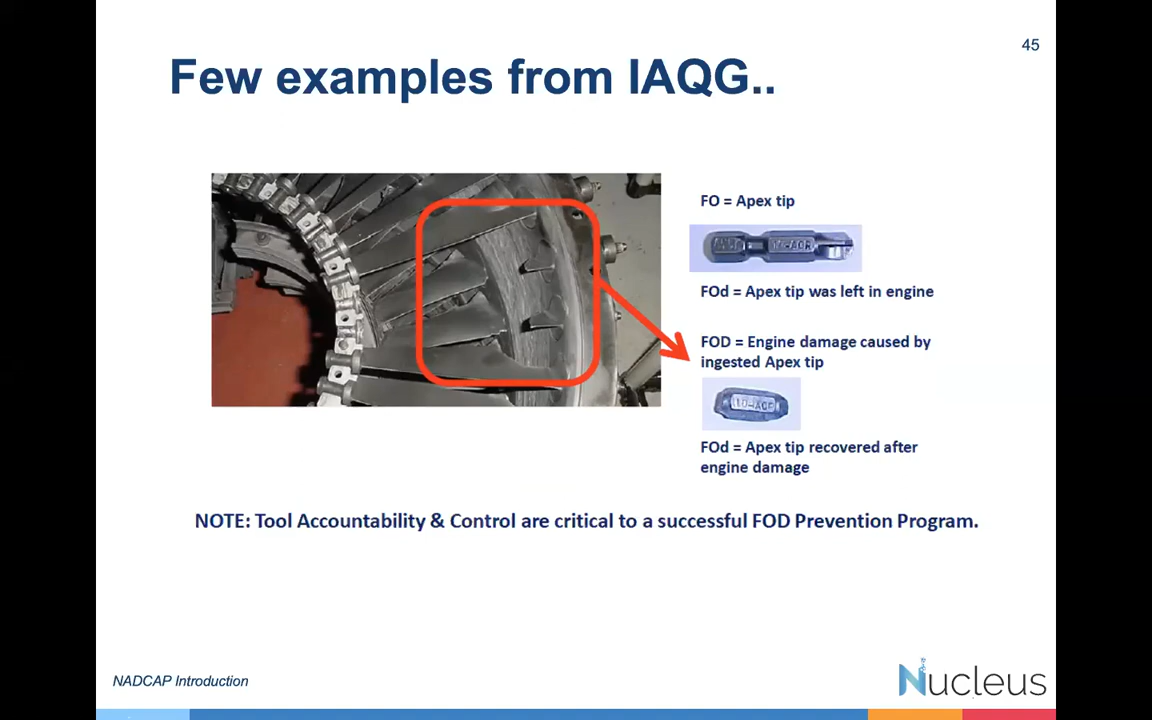 45
Few examples from IAQG..
FO = Apex tip
FOd = Apex tip was left in engine
FOD = Engine damage caused by
ingested Apex tip
FOd = Apex tip recovered after
engine damage
NOTE: Tool Accountability & Control are critical to a successful FOD Prevention Program.
NADCAP Introduction
Nucleus